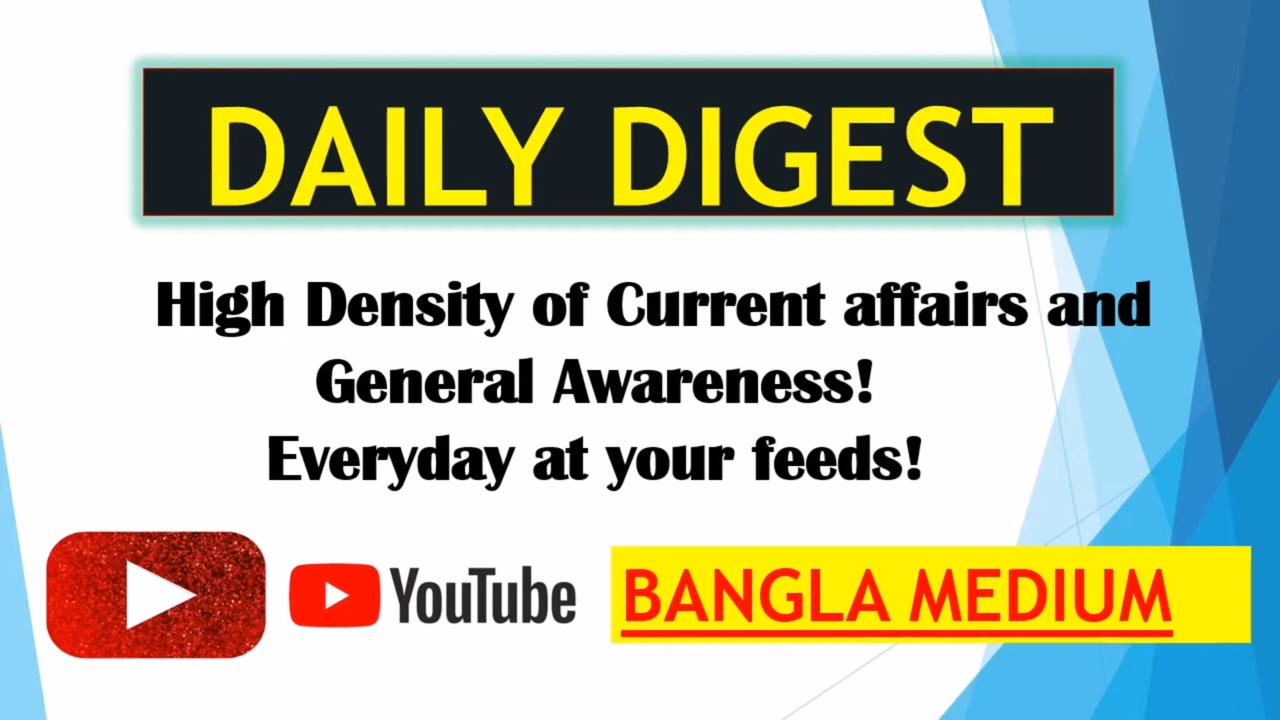 DAILY DIGEST
High Density of Current affairs and
General Awareness!
Everyday at your feeds!
YouTube
BANGLA MEDIUM